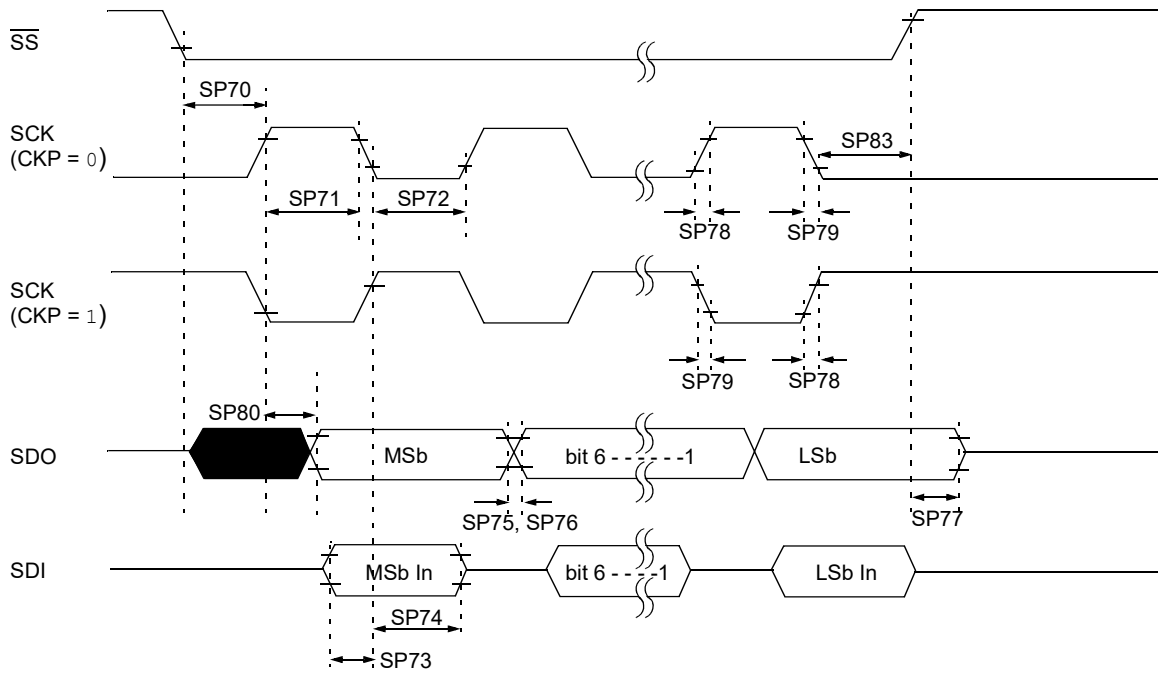 SS
SP70
SCK
(CKP = 0)
SP83
SP71
SP72
SP78
SP79
SCK
(CKP = 1)
SP79
SP78
SP80
SDO
MSb
bit 6 - - - - - -1
LSb
SP75, SP76
SP77
SDI
MSb In
bit 6 - - - - -1
LSb In
SP74
SP73